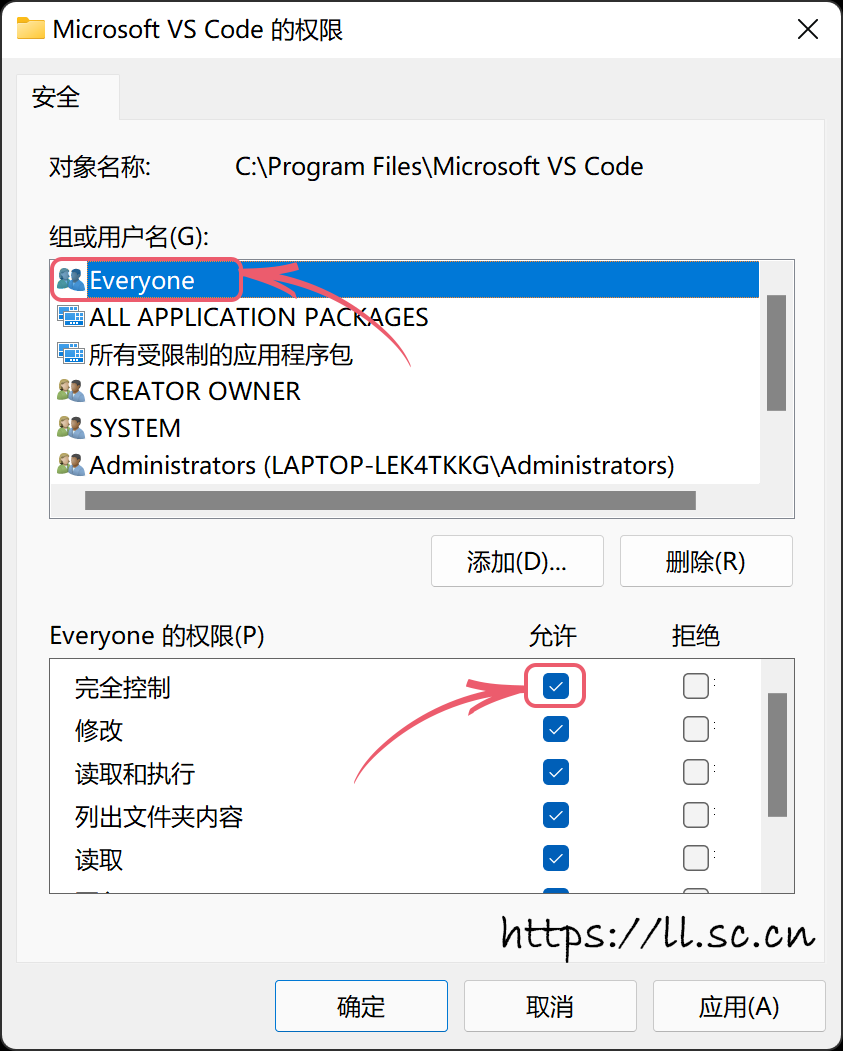 Microsoft VS Code 的权限
安全
对象名称: C:\Program Files\Microsoft VS Code
组或用户名(G):
Everyone
ALL APPLICATION PACKAGES
所有受限制的应用程序包
CREATOR OWNER
SYSTEM
Administrators (LAPTOP-LEK4TKKG\Administrators)
添加(D)... 删除(R)
Everyone 的权限(P) 允许 拒绝
完全控制
修改
读取和执行
列出文件夹内容
读取
https://ll.sc.cn
确定 取消 应用(A)